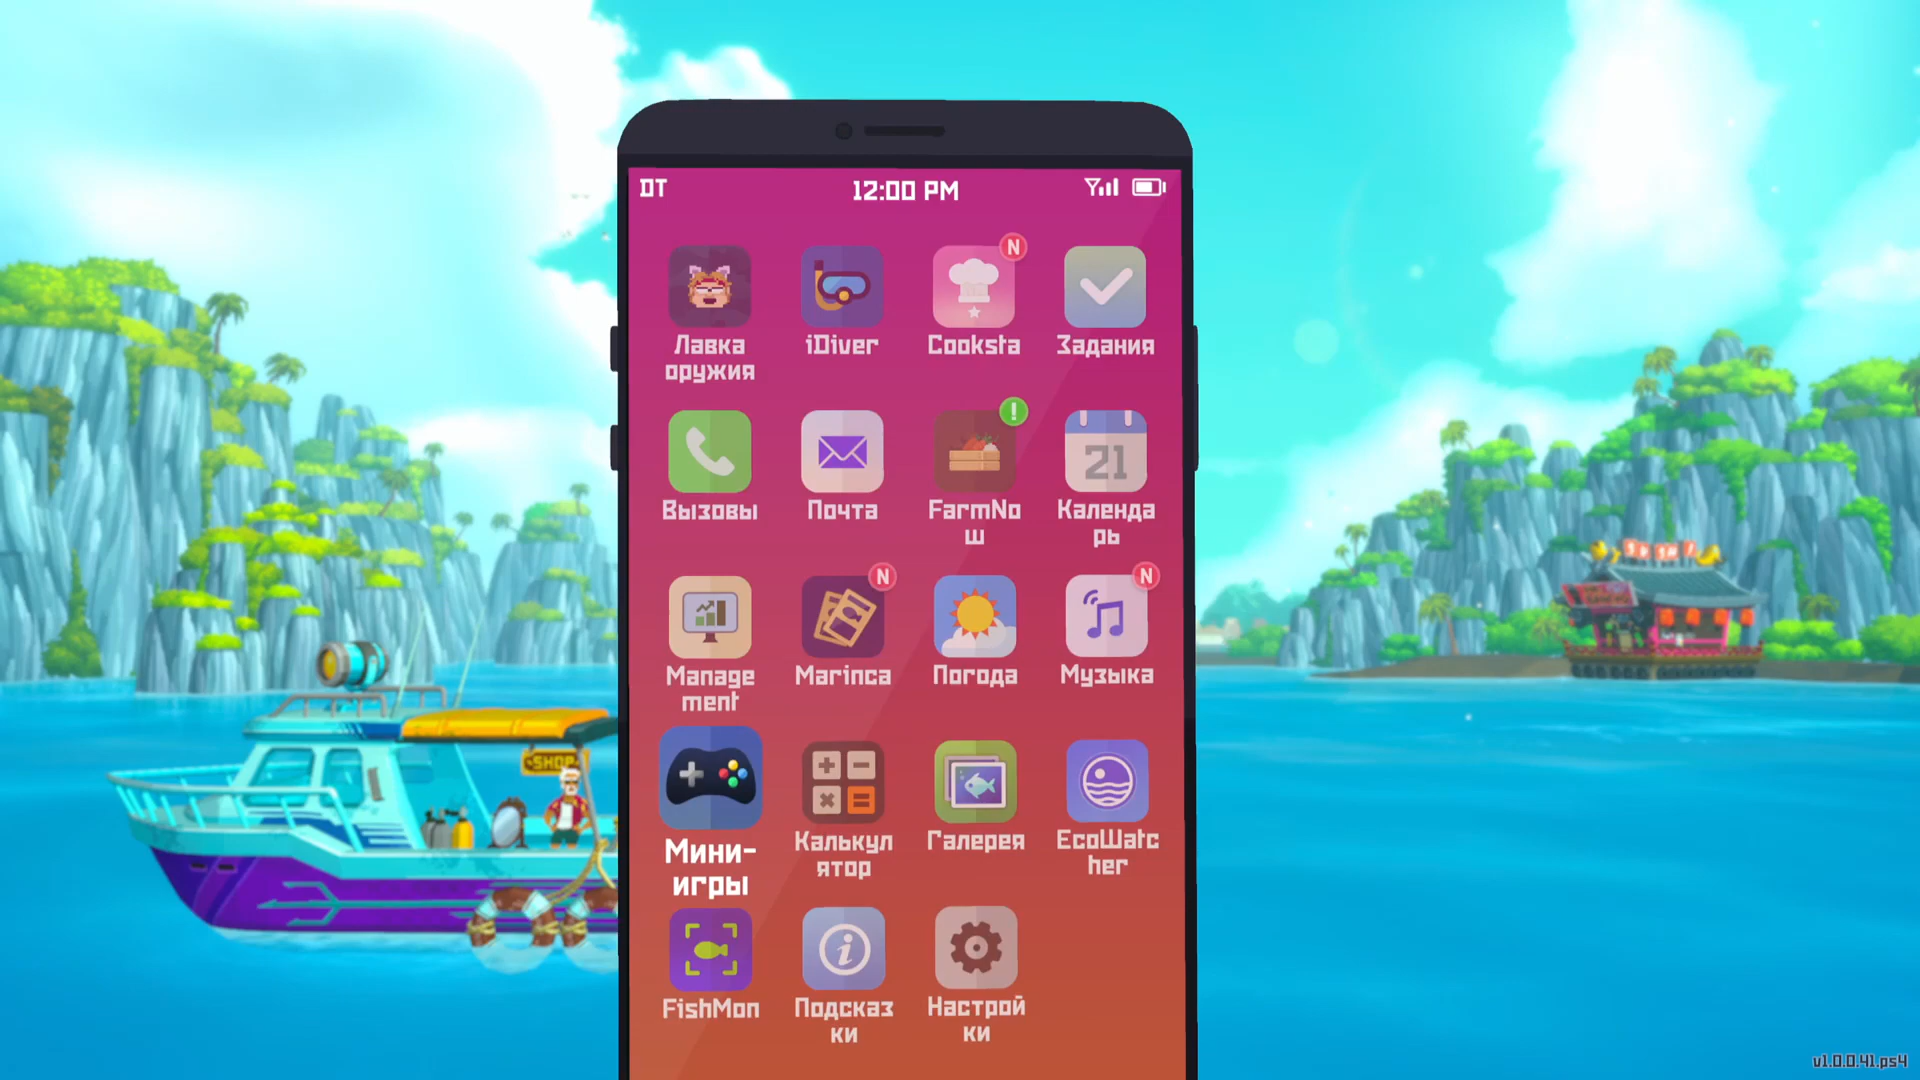 DT
12:00 PM
N
Лавка
оружия
iDiver
Cooksta
Задания
!
21
Вызовы
Почта
FarmNo
ш
Календа
рь
N
N
Manage
ment
Marinca
Погода
Музыка
SUSHI
SHOP
Мини-
игры
Калькул
ятор
Галерея
EcoWatc
her
i
FishMon
Подсказ
ки
Настрой
ки
v1.0.0.41.ps4